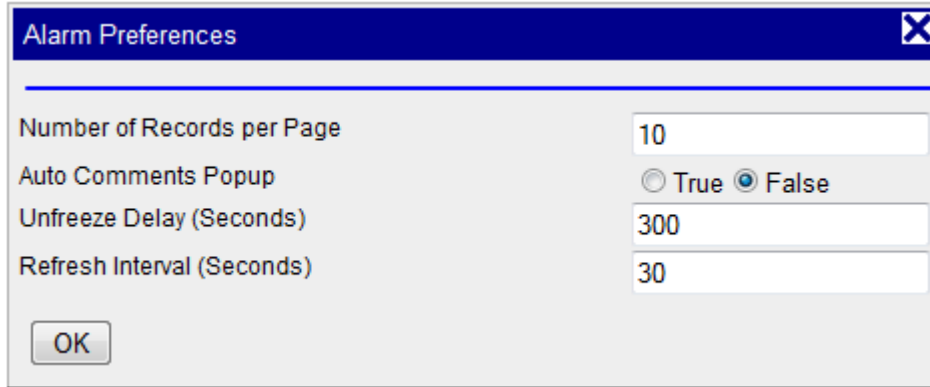 Alarm Preferences
Number of Records per Page 10
Auto Comments Popup True False
Unfreeze Delay (Seconds) 300
Refresh Interval (Seconds) 30
OK